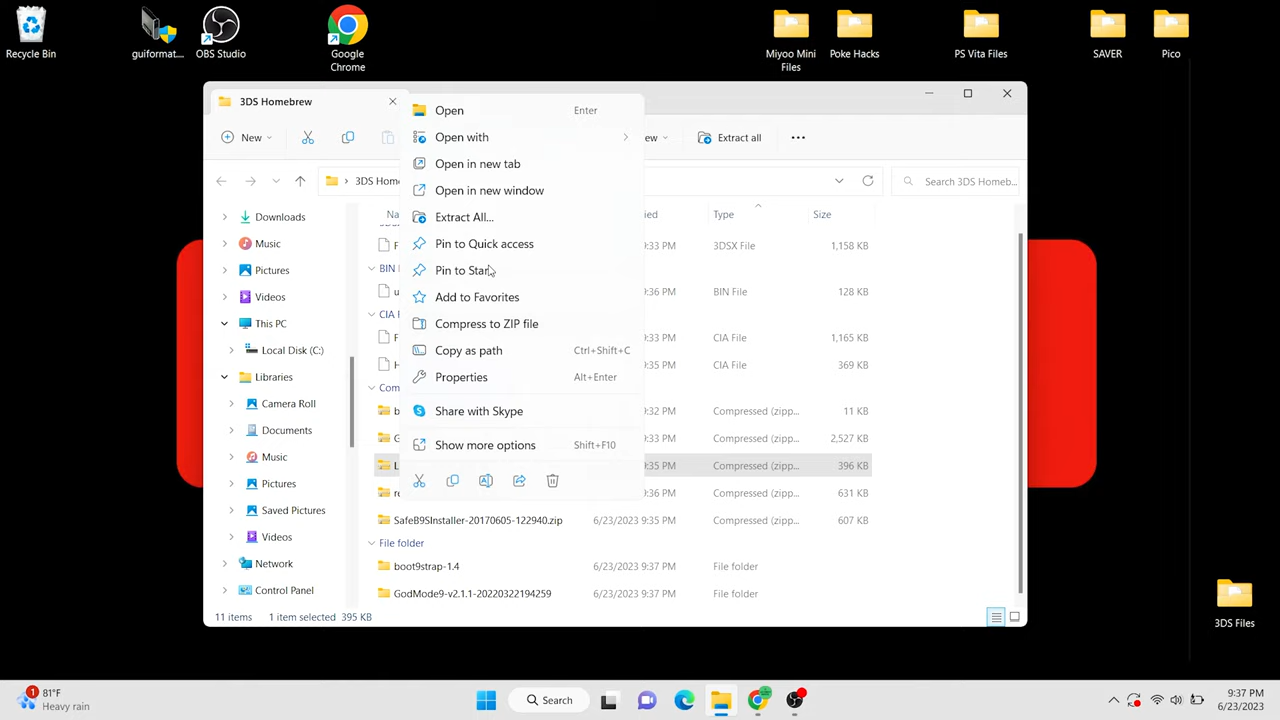 Recycle Bin
guiformat...
OBS Studio
Google
Chrome
Miyoo Mini
Files
Poke Hacks
PS Vita Files
SAVER
Pico
3DS Homebrew
New
Extract all
3DS Hom
Search 3DS Homeb...
Open Enter
Open with
Open in new tab
Open in new window
Extract All...
Pin to Quick access
Pin to Start
Add to Favorites
Compress to ZIP file
Copy as path Ctrl+Shift+C
Properties Alt+Enter
Share with Skype
Show more options Shift+F10
Type Size
9:33 PM 3DSX File 1,158 KB
BIN
9:36 PM BIN File 128 KB
CIA
CIA File 1,165 KB
CIA File 369 KB
Com
9:32 PM Compressed (zipp... 11 KB
9:33 PM Compressed (zipp... 2,527 KB
9:35 PM Compressed (zipp... 396 KB
9:36 PM Compressed (zipp... 631 KB
SafeB9SInstaller-20170605-122940.zip 6/23/2023 9:35 PM Compressed (zipp... 607 KB
File folder
boot9strap-1.4 6/23/2023 9:37 PM File folder
GodMode9-v2.1.1-20220322194259 6/23/2023 9:37 PM File folder
Downloads
Music
Pictures
Videos
This PC
Local Disk (C:)
Libraries
Camera Roll
Documents
Music
Pictures
Saved Pictures
Videos
Network
Control Panel
11 items 1 item selected 395 KB
3DS Files
1
81°F
Heavy rain
Search
9:37 PM
6/23/2023